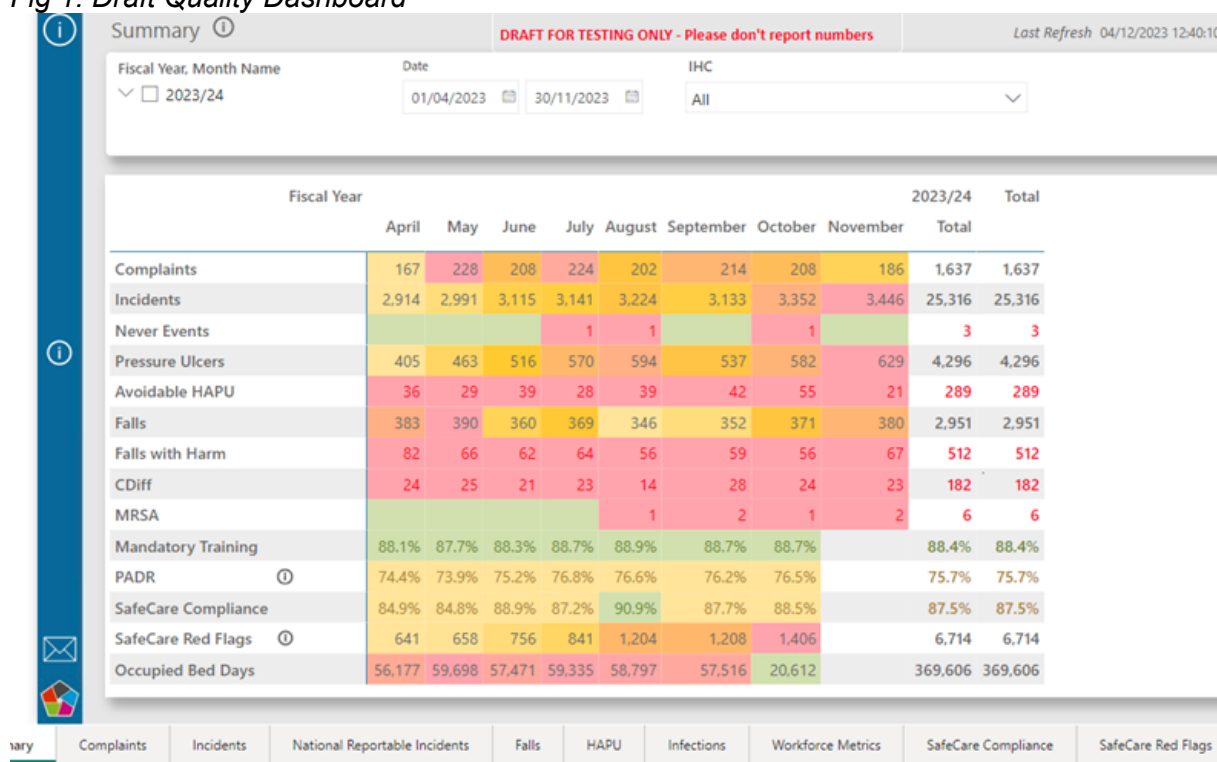 Fig 1: Draft Quality Dashboard
Summary
DRAFT FOR TESTING ONLY - Please don't report numbers
Last Refresh 04/12/2023 12:40:10
Fiscal Year, Month Name
Date
IHC
2023/24
01/04/2023
30/11/2023
All
Fiscal Year
2023/24 Total
April May June July August September October November Total
Complaints 167 228 208 224 202 214 208 186 1,637 1,637
Incidents 2,914 2,991 3,115 3,141 3,224 3,133 3,352 3,446 25,316 25,316
Never Events 1 1 1 3 3
Pressure Ulcers 405 463 516 570 594 537 582 629 4,296 4,296
Avoidable HAPU 36 29 39 28 39 42 55 21 289 289
Falls 383 390 360 369 346 352 371 380 2,951 2,951
Falls with Harm 82 66 62 64 56 59 56 67 512 512
CDiff 24 25 21 23 14 28 24 23 182 182
MRSA 1 2 1 2 6 6
Mandatory Training 88.1% 87.7% 88.3% 88.7% 88.9% 88.7% 88.7% 88.4% 88.4%
PADR 74.4% 73.9% 75.2% 76.8% 76.6% 76.2% 76.5% 75.7% 75.7%
SafeCare Compliance 84.9% 84.8% 88.9% 87.2% 90.9% 87.7% 88.5% 87.5% 87.5%
SafeCare Red Flags 641 658 756 841 1,204 1,208 1,406 6,714 6,714
Occupied Bed Days 56,177 59,698 57,471 59,335 58,797 57,516 20,612 369,606 369,606
Complaints
Incidents
National Reportable Incidents
Falls
HAPU
Infections
Workforce Metrics
SafeCare Compliance
SafeCare Red Flags